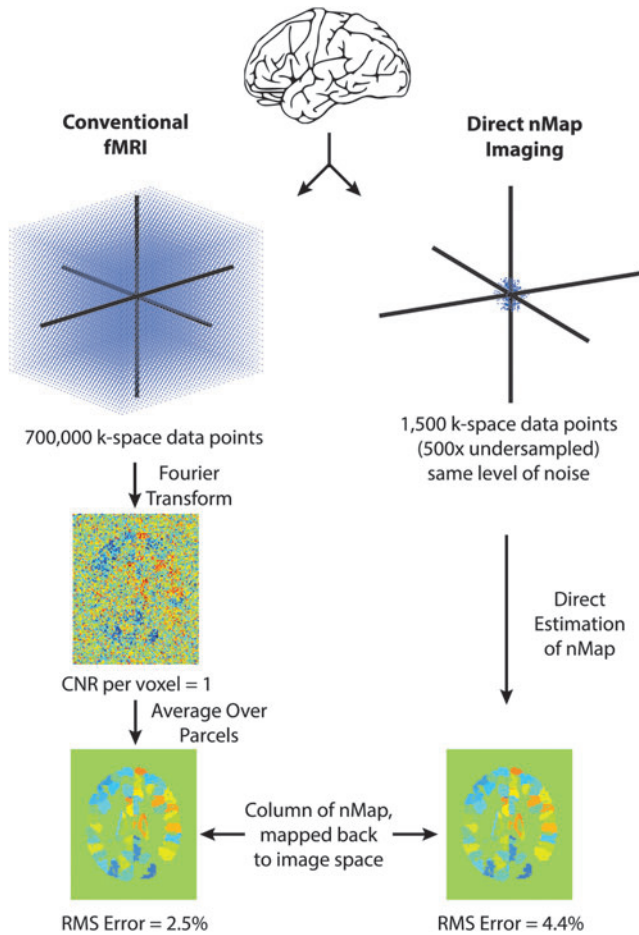 Conventional
fMRI
Direct nMap
Imaging
700,000 k-space data points
1,500 k-space data points
(500x undersampled)
same level of noise
Fourier
Transform
Direct
Estimation
of nMap
CNR per voxel = 1
Average Over
Parcels
Column of nMap,
mapped back
to image space
RMS Error = 2.5%
RMS Error = 4.4%